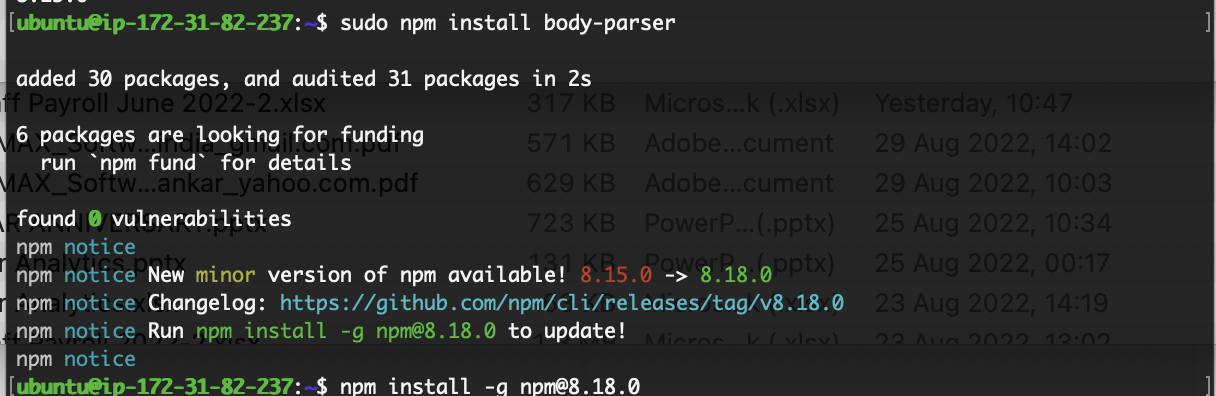 [ubuntu@ip-172-31-82-237:~$ sudo npm install body-parser ]
added 30 packages, and audited 31 packages in 2s
ff Payroll June 2022-2.xlsx 317 KB Micros...k (.xlsx) Yesterday, 10:47
6 packages are looking for funding
MAX_Softw...india_gmail.com.pdf 571 KB Adobe...cument 29 Aug 2022, 14:02
run `npm fund` for details
MAX_Softw...ankar_yahoo.com.pdf 629 KB Adobe...cument 29 Aug 2022, 10:03
found 0 vulnerabilities
AR ANNIVERSARY.pptx 723 KB PowerP...(.pptx) 25 Aug 2022, 10:34
npm notice
r Analytics.pptx 131 KB PowerP...(.pptx) 25 Aug 2022, 00:17
npm notice New minor version of npm available! 8.15.0 -> 8.18.0
npm notice Changelog: https://github.com/npm/cli/releases/tag/v8.18.0
23 Aug 2022, 14:19
npm notice Run npm install -g npm@8.18.0 to update!
Micros...k (.xlsx) 23 Aug 2022, 13:02
npm notice
[ubuntu@ip-172-31-82-237:~$ npm install -g npm@8.18.0 ]